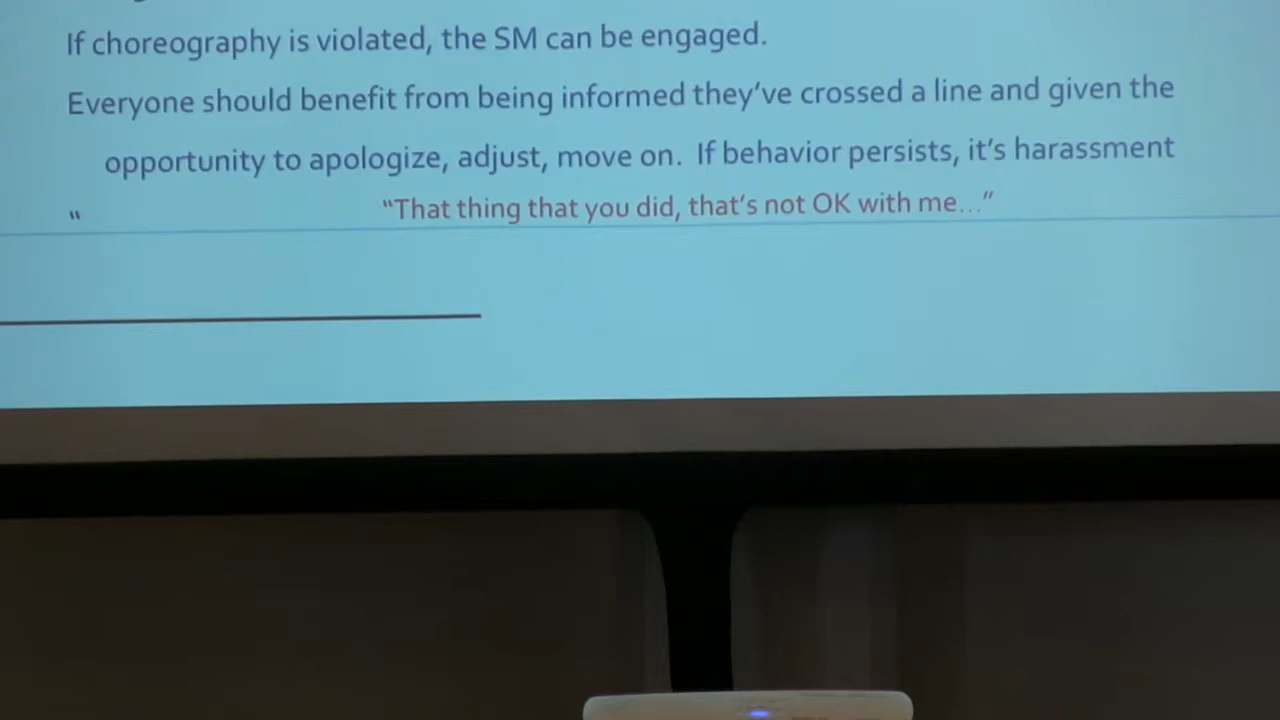 If choreography is violated, the SM can be engaged.
Everyone should benefit from being informed they’ve crossed a line and given the
opportunity to apologize, adjust, move on.  If behavior persists, it’s harassment
“ “That thing that you did, that’s not OK with me…”